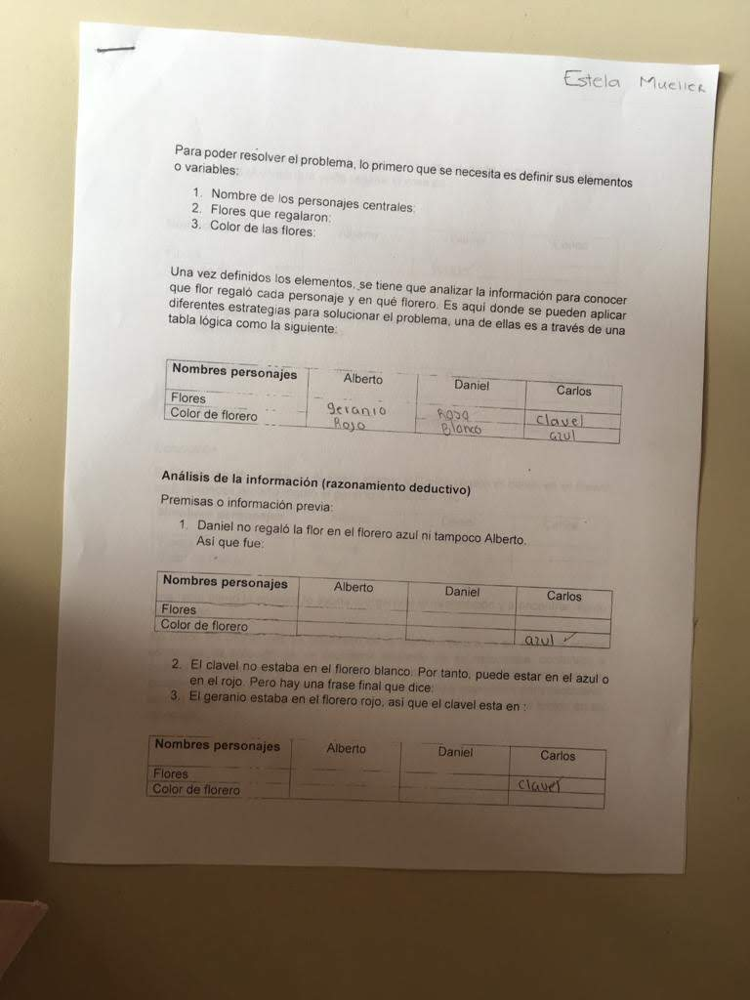 Estela Mueller
Para poder resolver el problema, lo primero que se necesita es definir sus elementos
o variables:
1. Nombre de los personajes centrales:
2. Flores que regalaron:
3. Color de las flores:
Una vez definidos los elementos, se tiene que analizar la información para conocer
que flor regaló cada personaje y en qué florero. Es aquí donde se pueden aplicar
diferentes estrategias para solucionar el problema, una de ellas es a través de una
tabla lógica como la siguiente:
Nombres personajes Alberto Daniel Carlos
Flores geranio Rosa Clavel
Color de florero Rojo Blanco azul
Análisis de la información (razonamiento deductivo)
Premisas o información previa:
1. Daniel no regaló la flor en el florero azul ni tampoco Alberto.
Así que fue:
Nombres personajes Alberto Daniel Carlos
Flores
Color de florero azul ✓
2. El clavel no estaba en el florero blanco. Por tanto, puede estar en el azul o
en el rojo. Pero hay una frase final que dice:
3. El geranio estaba en el florero rojo, asi que el clavel esta en :
Nombres personajes Alberto Daniel Carlos
Flores Clavel
Color de florero